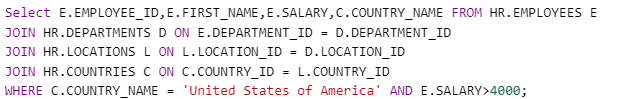 Select E.EMPLOYEE_ID,E.FIRST_NAME,E.SALARY,C.COUNTRY_NAME FROM HR.EMPLOYEES E
JOIN HR.DEPARTMENTS D ON E.DEPARTMENT_ID = D.DEPARTMENT_ID
JOIN HR.LOCATIONS L ON L.LOCATION_ID = D.LOCATION_ID
JOIN HR.COUNTRIES C ON C.COUNTRY_ID = L.COUNTRY_ID
WHERE C.COUNTRY_NAME = 'United States of America' AND E.SALARY>4000;